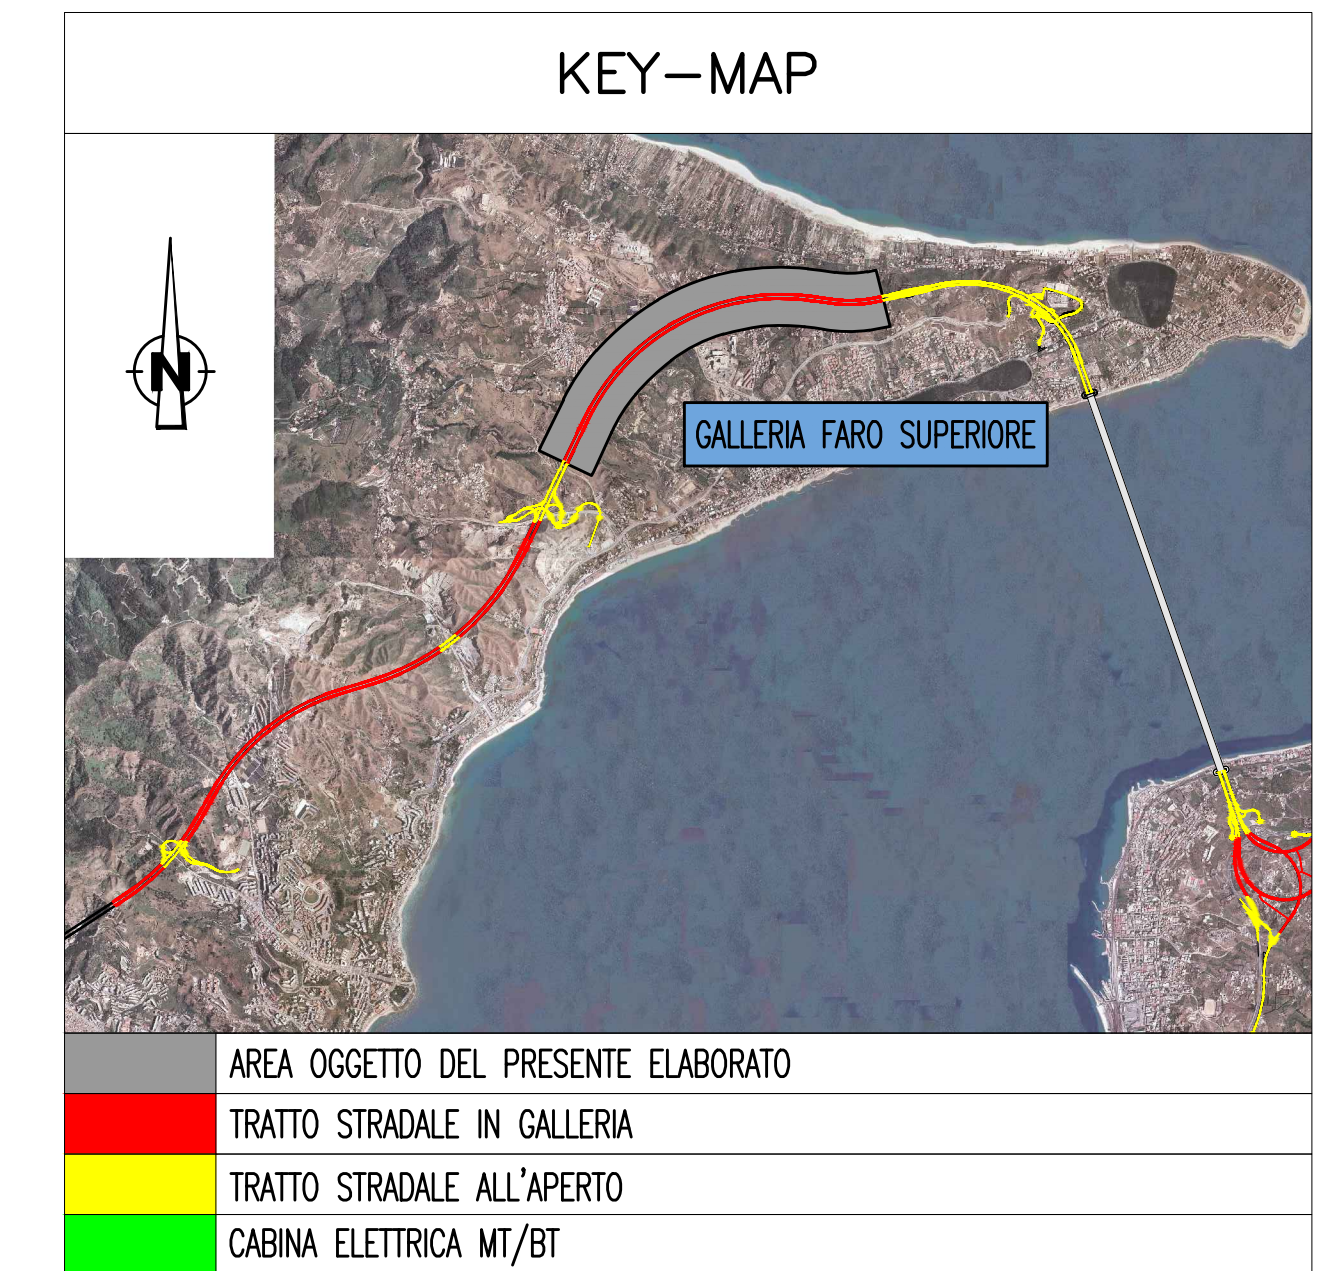 KEY-MAP
N
GALLERIA FARO SUPERIORE
AREA OGGETTO DEL PRESENTE ELABORATO
TRATTO STRADALE IN GALLERIA
TRATTO STRADALE ALL'APERTO
CABINA ELETTRICA MT/BT